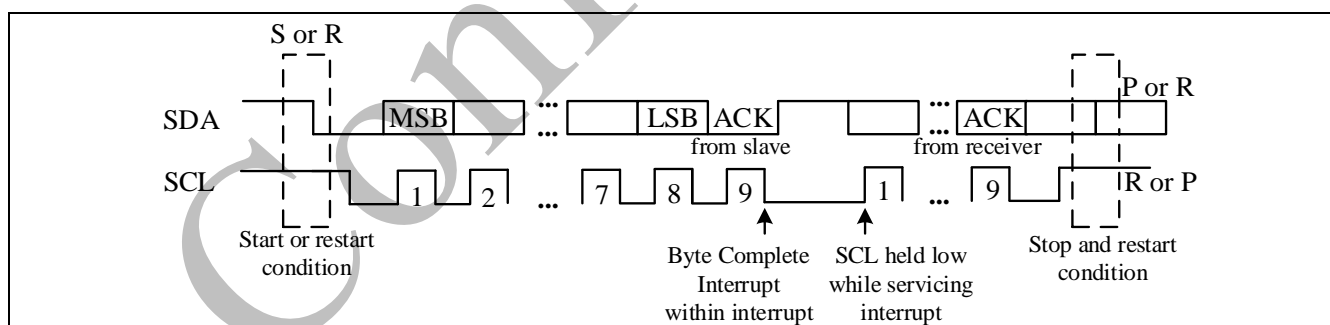 S or R
P or R
SDA
MSB
...
...
LSB
ACK
...
...
ACK
from slave
from receiver
SCL
1
2
...
7
8
9
1
...
9
R or P
Start or restart
condition
Byte Complete
Interrupt
within interrupt
SCL held low
while servicing
interrupt
Stop and restart
condition